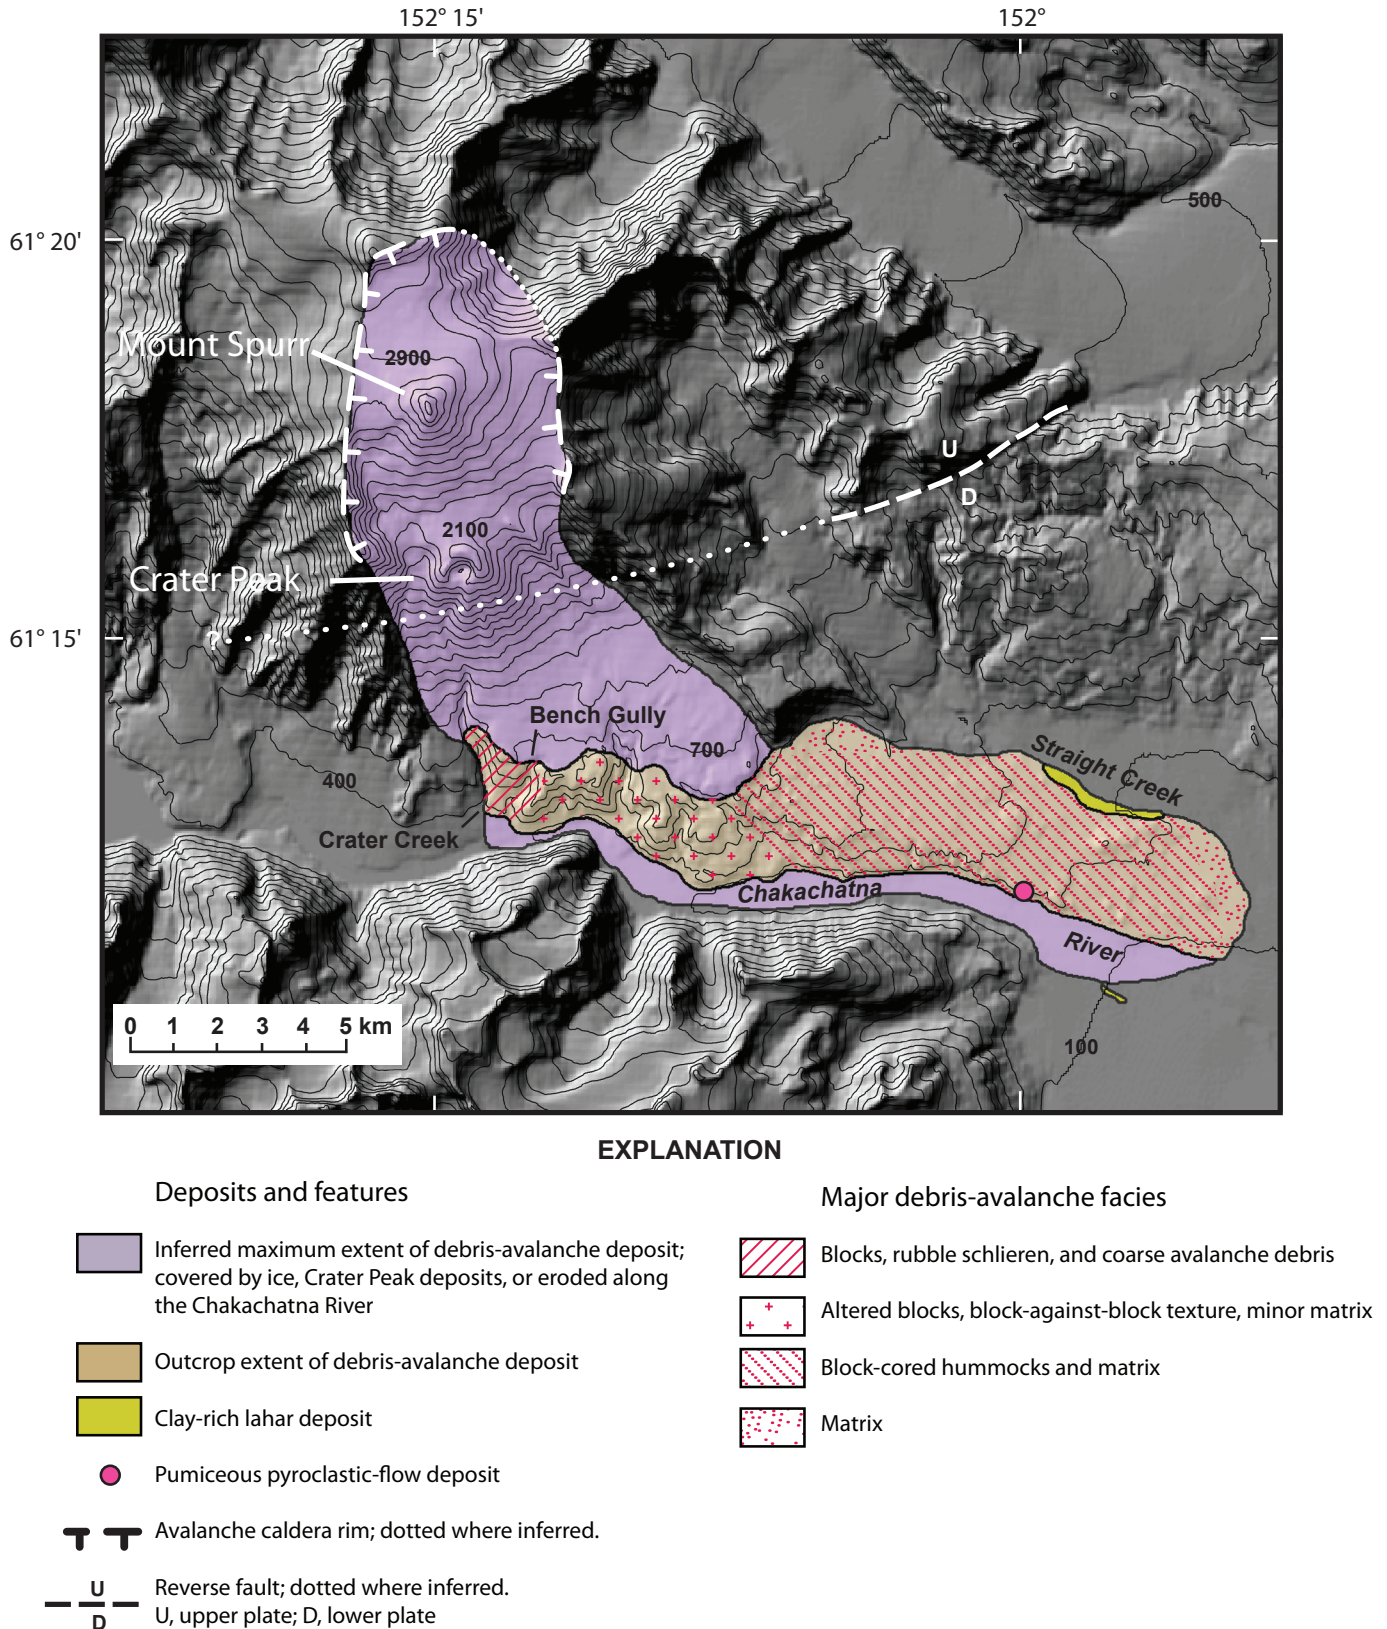 152° 15'
152°
500
61° 20'
Mount Spurr
2900
U
D
2100
Crater Peak
?
61° 15'
Bench Gully
700
Straight Creek
400
Crater Creek
Chakachatna
River
0 1 2 3 4 5 km
100
EXPLANATION
Deposits and features
Inferred maximum extent of debris-avalanche deposit;
covered by ice, Crater Peak deposits, or eroded along
the Chakachatna River
Outcrop extent of debris-avalanche deposit
Clay-rich lahar deposit
Pumiceous pyroclastic-flow deposit
Avalanche caldera rim; dotted where inferred.
U
D
Reverse fault; dotted where inferred.
U, upper plate; D, lower plate
Major debris-avalanche facies
Blocks, rubble schlieren, and coarse avalanche debris
Altered blocks, block-against-block texture, minor matrix
Block-cored hummocks and matrix
Matrix